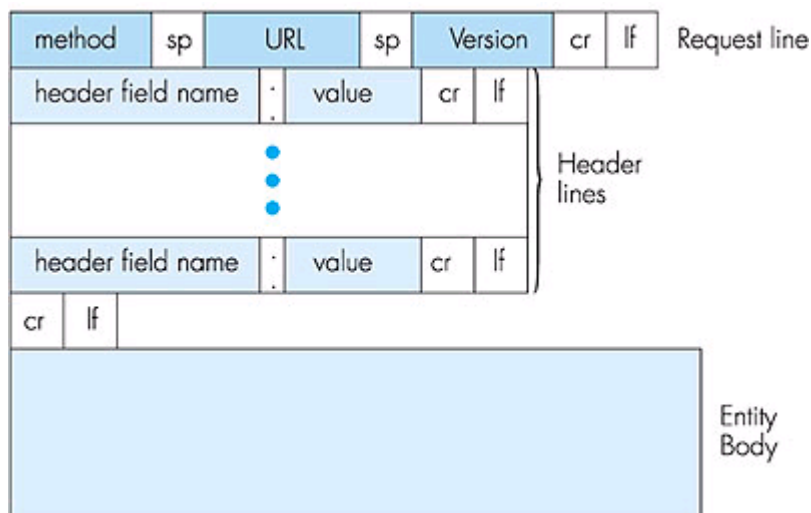 method sp URL sp Version cr lf Request line
header field name : value cr lf
Header
lines
header field name : value cr lf
cr lf
Entity
Body